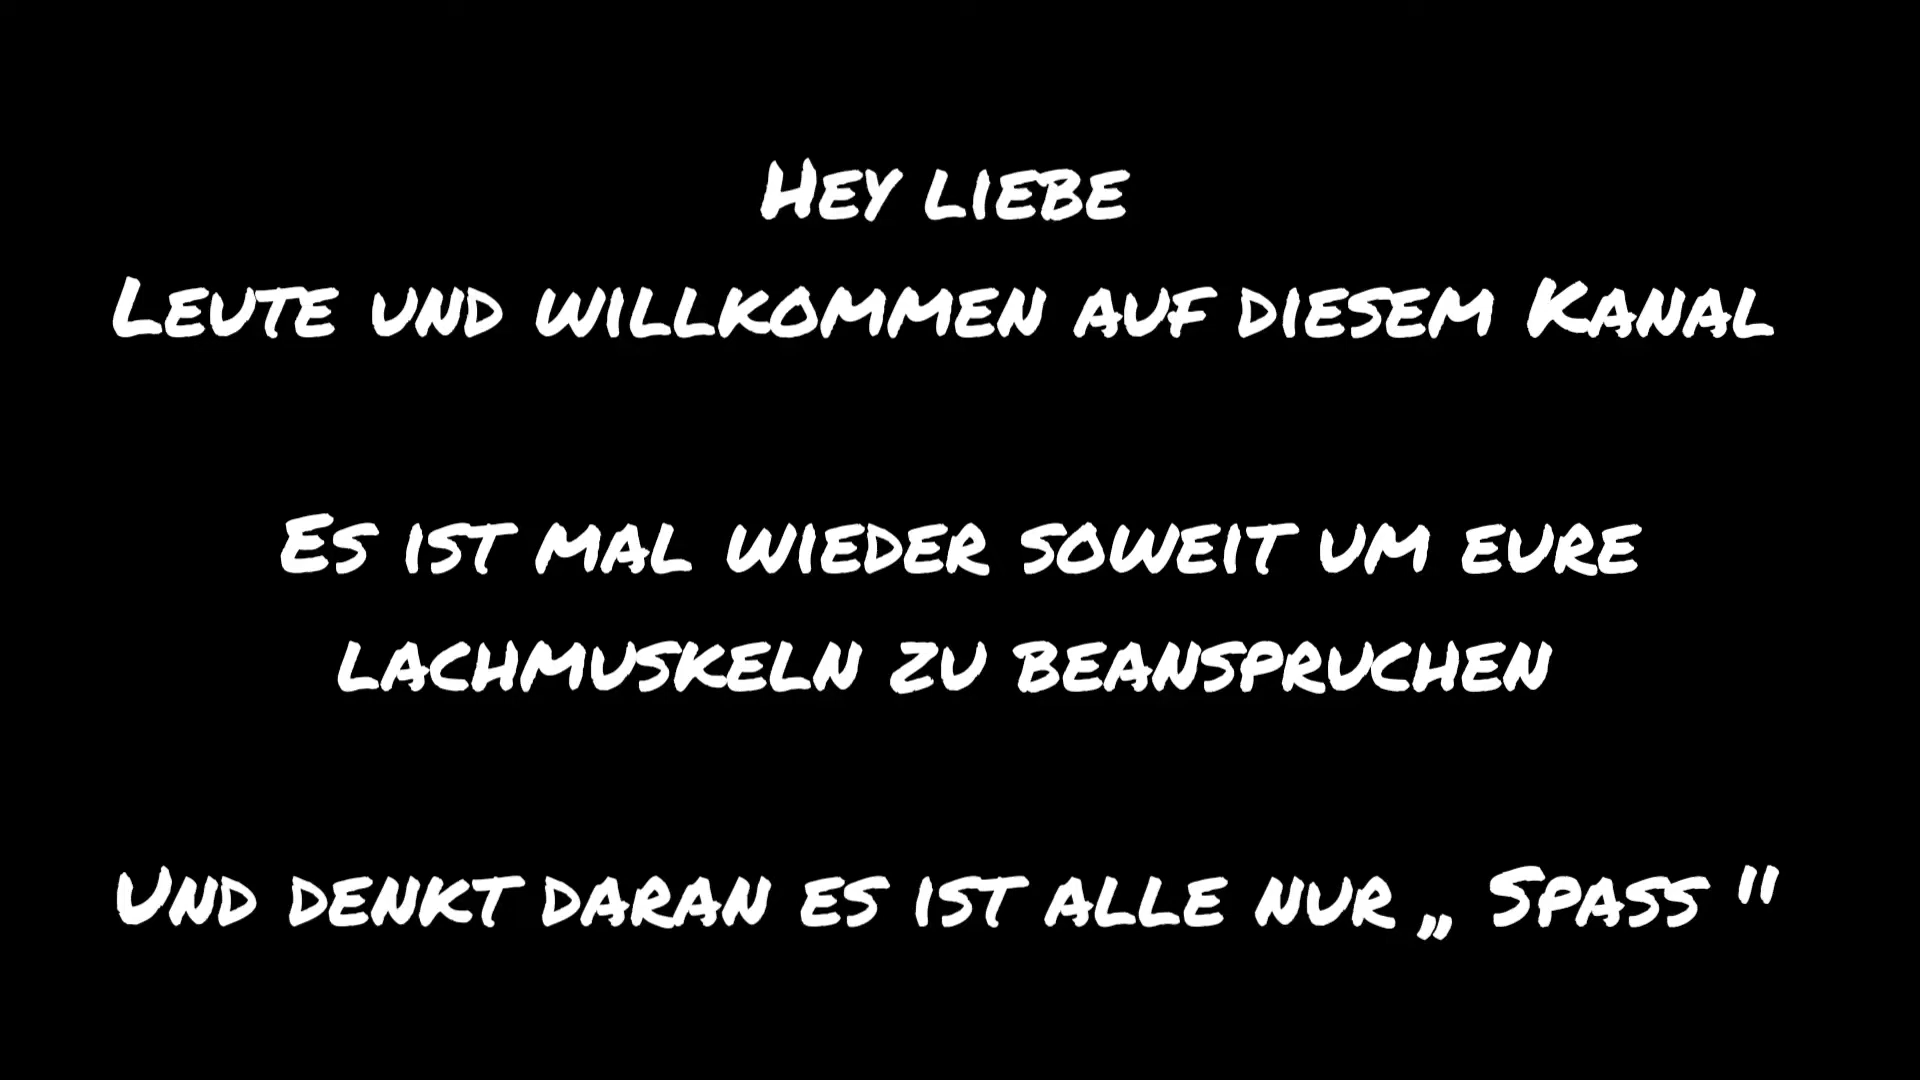 Hey liebe
Leute und willkommen auf diesem Kanal
Es ist mal wieder soweit um eure
lachmuskeln zu beanspruchen
Und denkt daran es ist alle nur „ Spass "